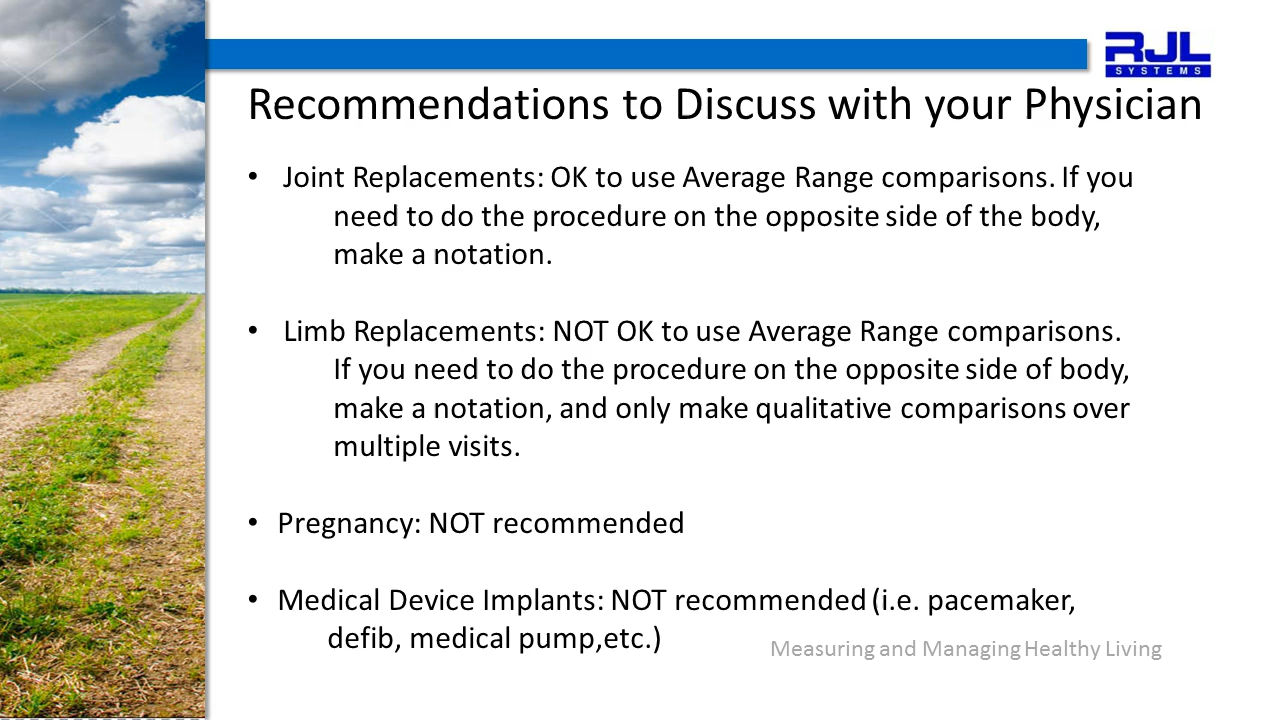 RJL
SYSTEMS
Recommendations to Discuss with your Physician
• Joint Replacements: OK to use Average Range comparisons. If you
need to do the procedure on the opposite side of the body,
make a notation.
• Limb Replacements: NOT OK to use Average Range comparisons.
If you need to do the procedure on the opposite side of body,
make a notation, and only make qualitative comparisons over
multiple visits.
• Pregnancy: NOT recommended
• Medical Device Implants: NOT recommended (i.e. pacemaker,
defib, medical pump,etc.)
Measuring and Managing Healthy Living